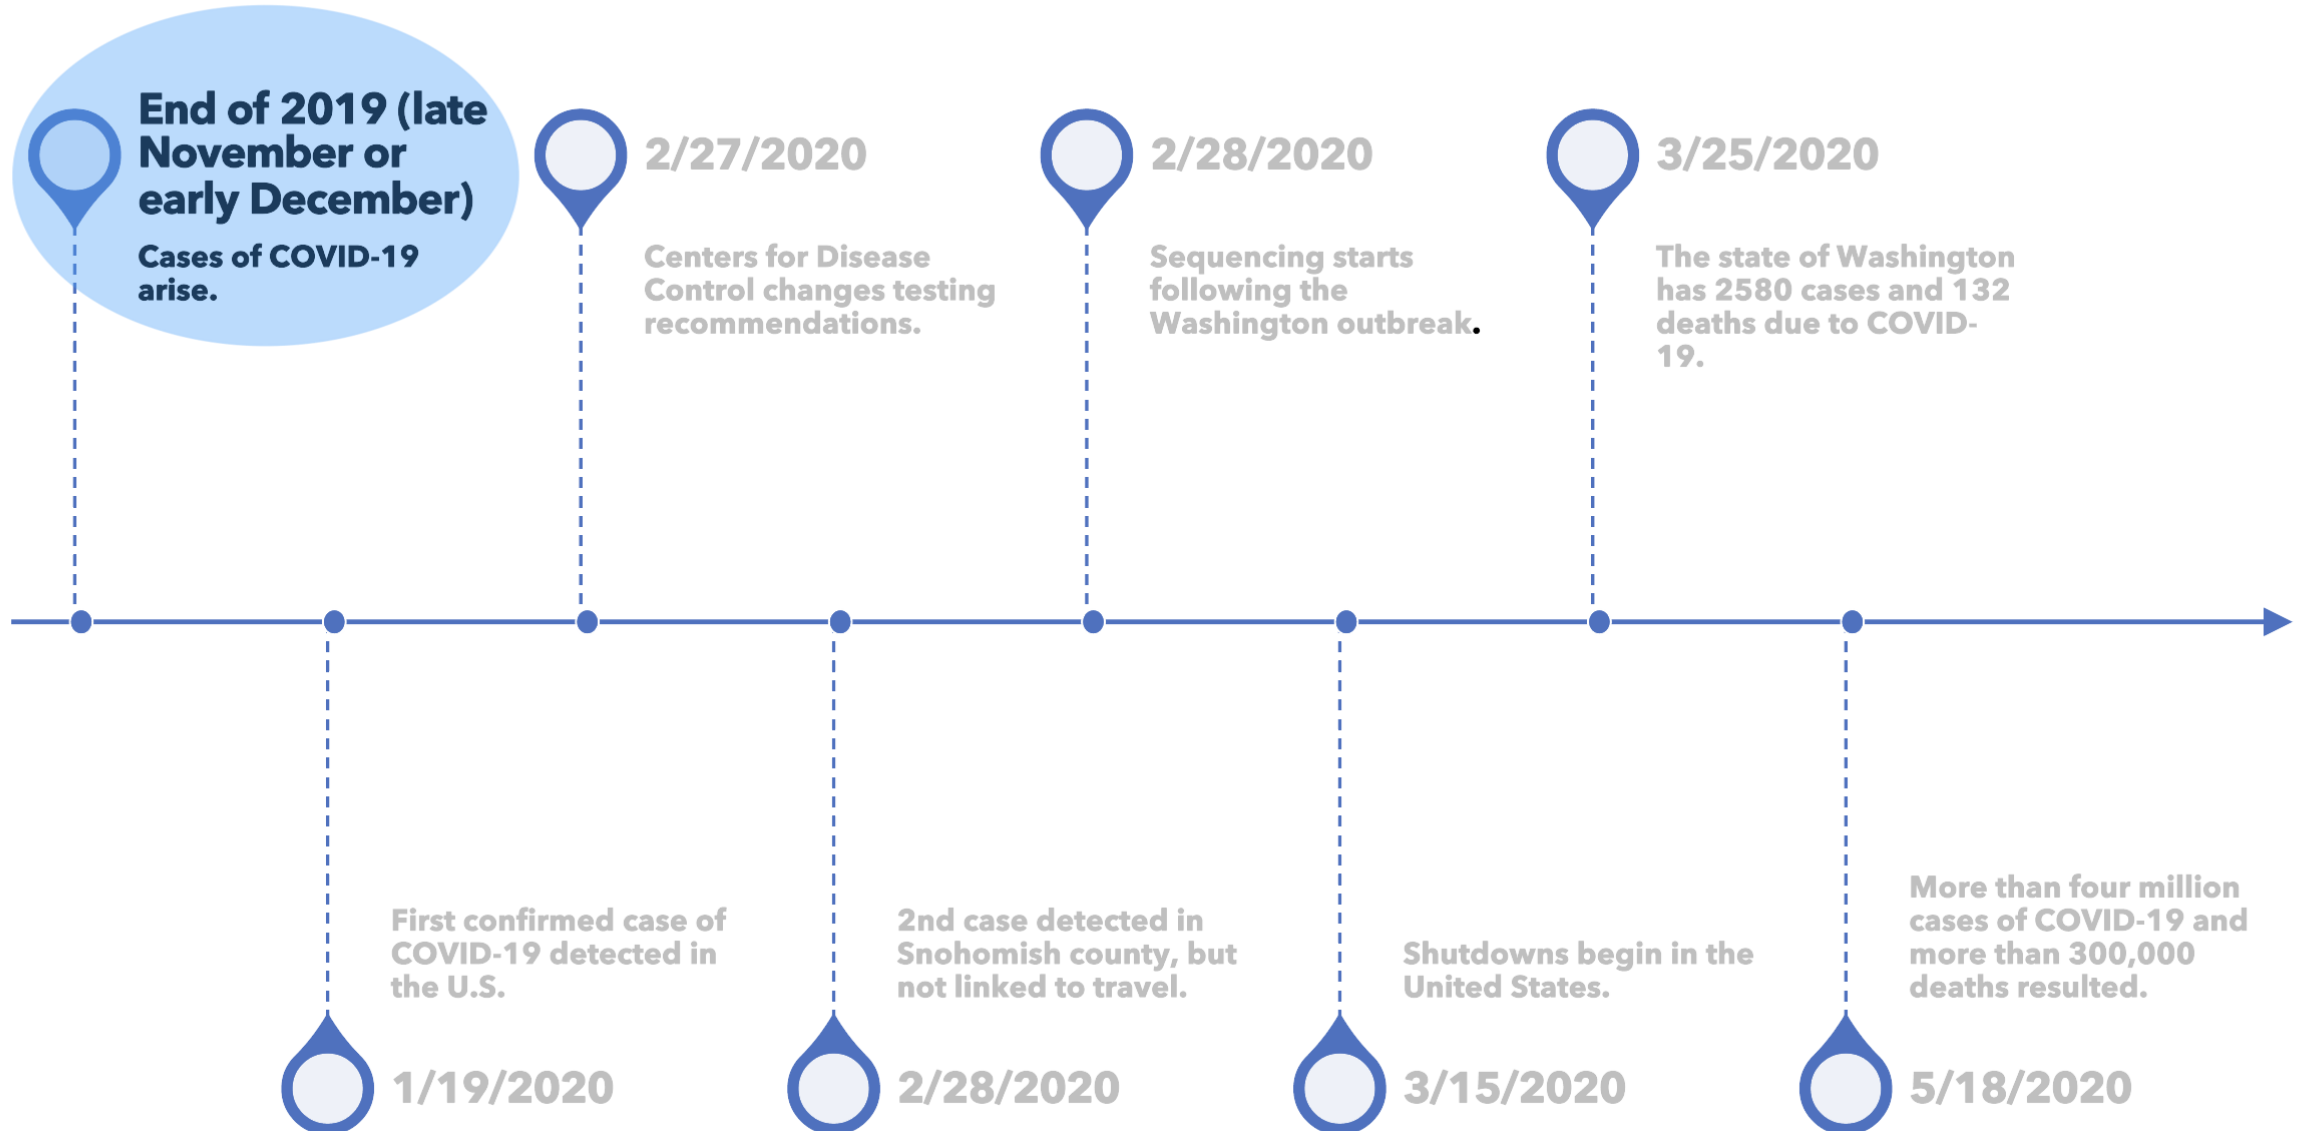 End of 2019 (late
November or
early December)
Cases of COVID-19
arise.
2/27/2020
Centers for Disease
Control changes testing
recommendations.
2/28/2020
Sequencing starts
following the
Washington outbreak.
3/25/2020
The state of Washington
has 2580 cases and 132
deaths due to COVID-
19.
First confirmed case of
COVID-19 detected in
the U.S.
1/19/2020
2nd case detected in
Snohomish county, but
not linked to travel.
2/28/2020
Shutdowns begin in the
United States.
3/15/2020
More than four million
cases of COVID-19 and
more than 300,000
deaths resulted.
5/18/2020